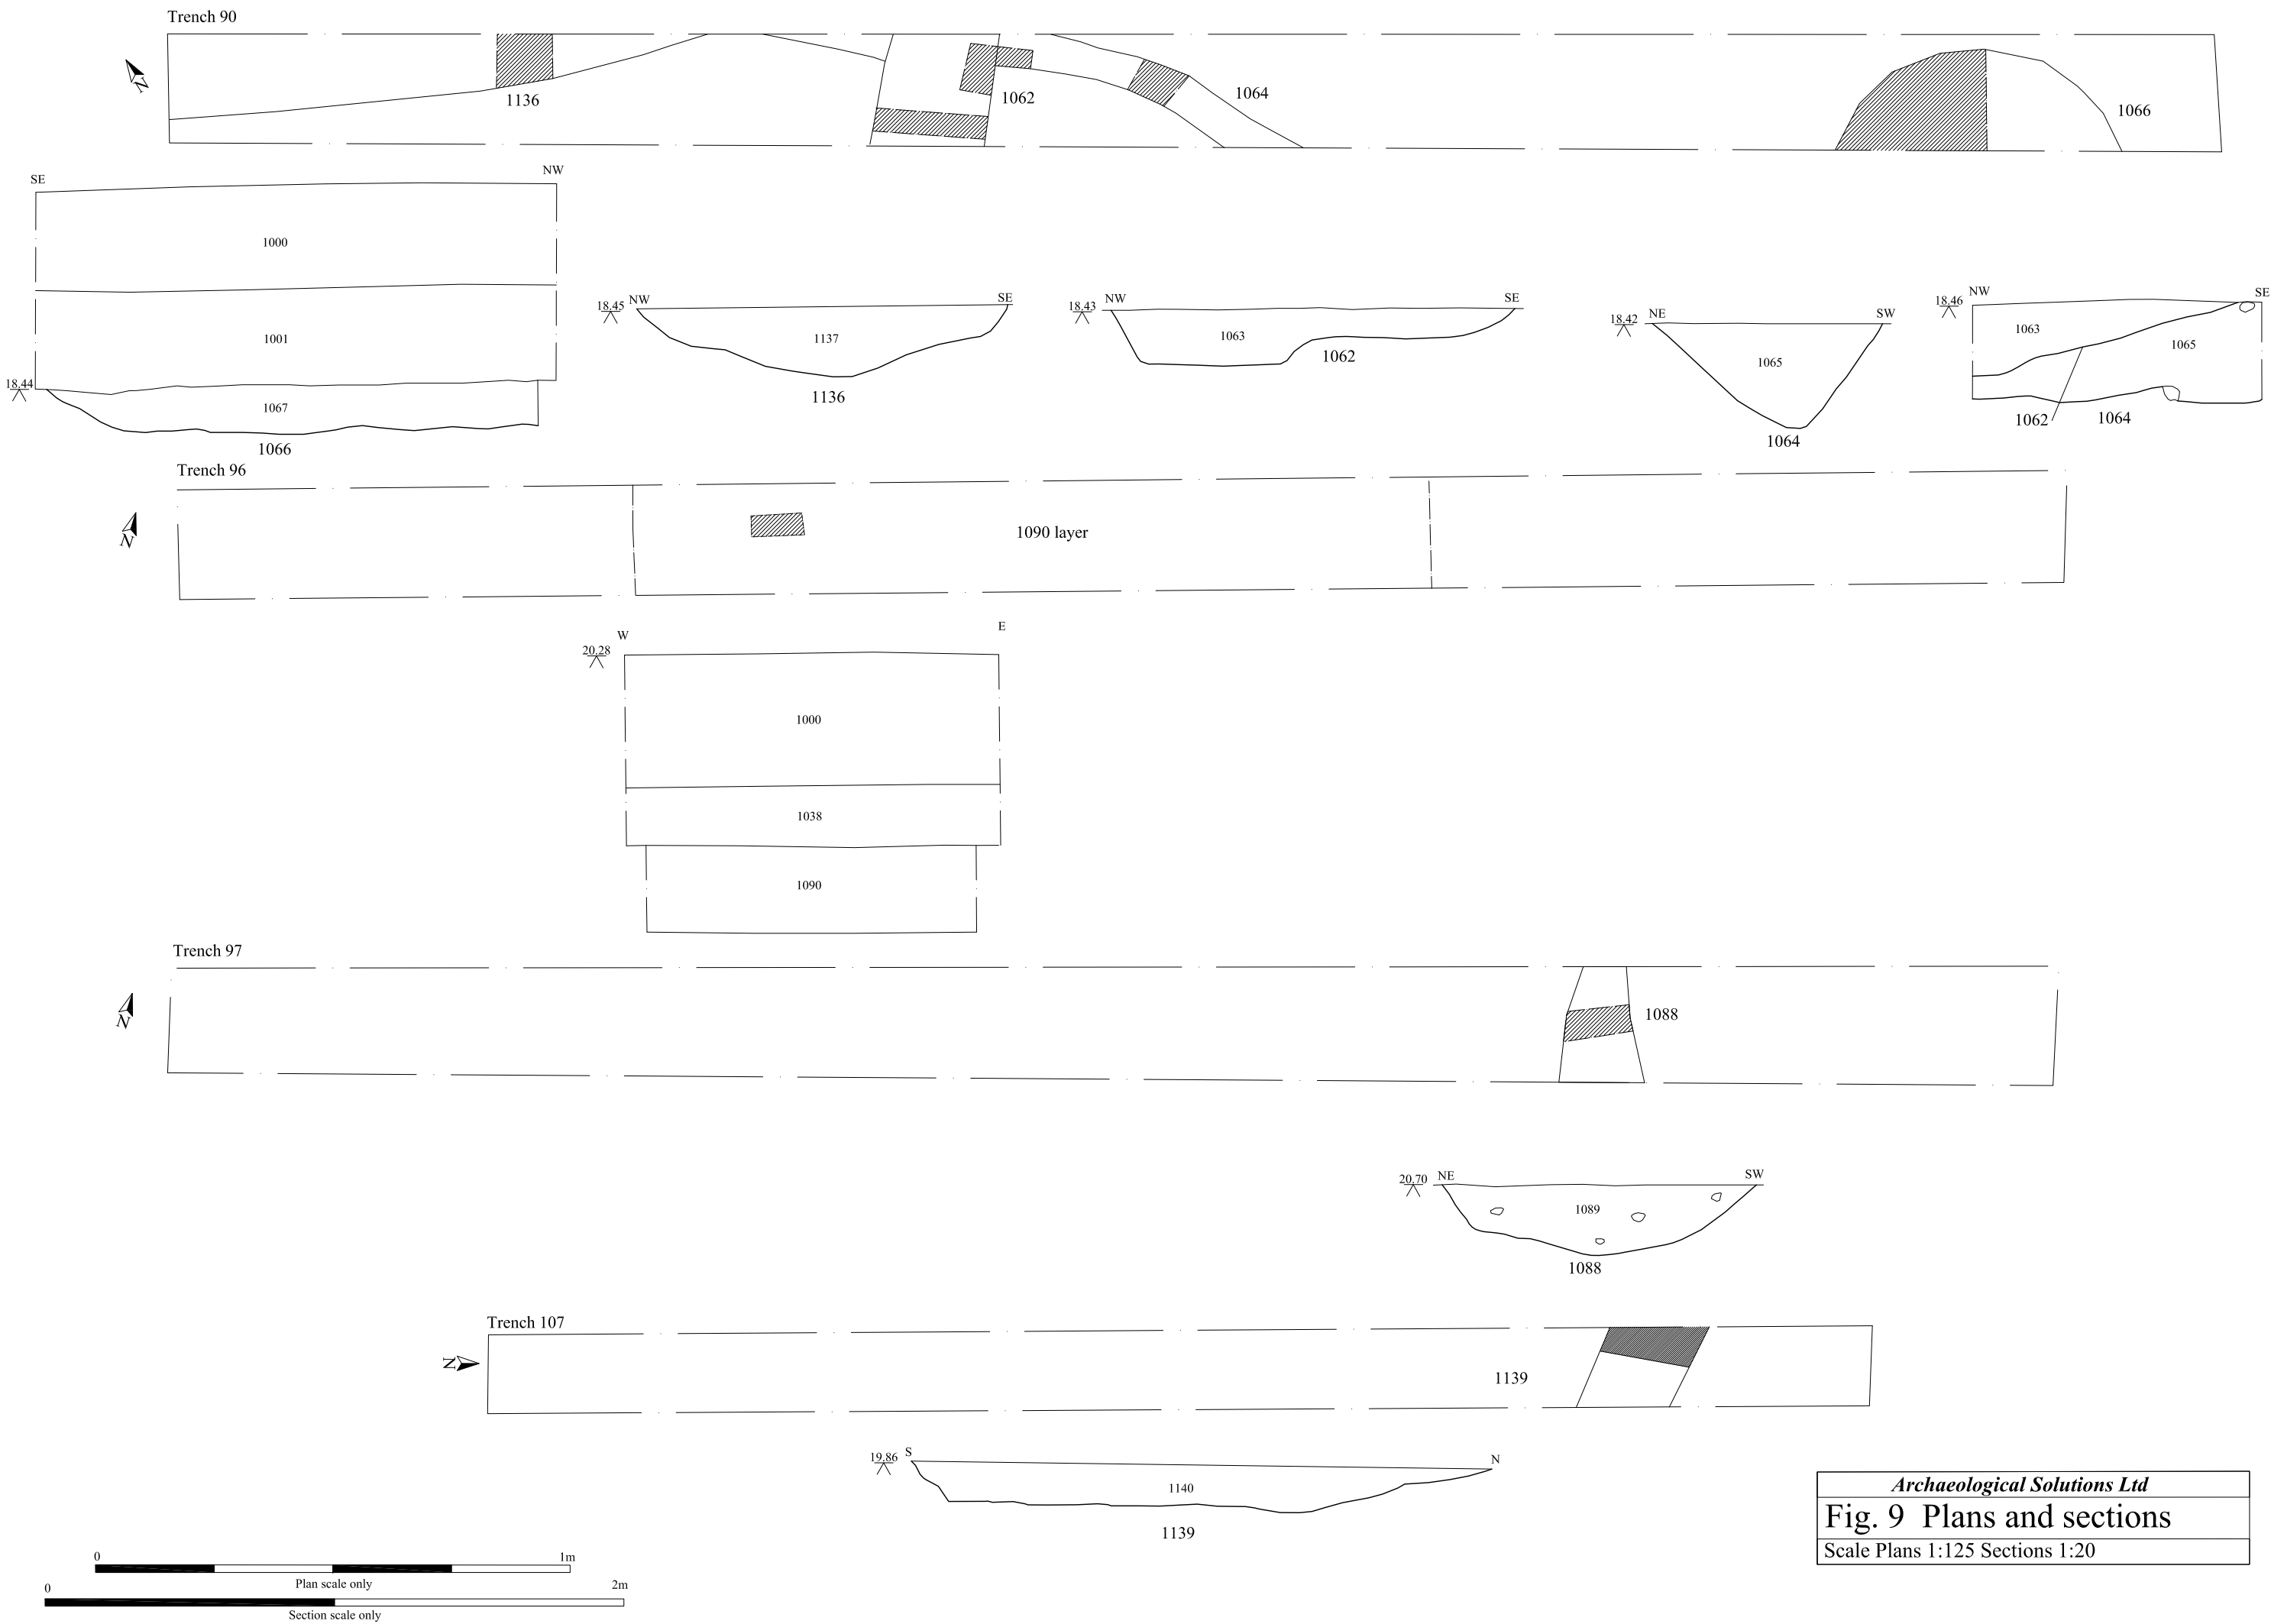 Trench 90
N
1136
1062
1064
1066
SE
NW
1000
1001
18.44
1067
1066
18.45
NW
SE
1137
1136
18.43
NW
SE
1063
1062
18.42
NE
SW
1065
1064
18.46
NW
SE
1063
1065
1062
1064
Trench 96
N
1090 layer
W
E
20.28
1000
1038
1090
Trench 97
N
1088
20.70
NE
SW
1089
1088
Trench 107
N
1139
19.86
S
N
1140
1139
Archaeological Solutions Ltd
Fig. 9 Plans and sections
Scale Plans 1:125 Sections 1:20
0
1m
Plan scale only
0
2m
Section scale only